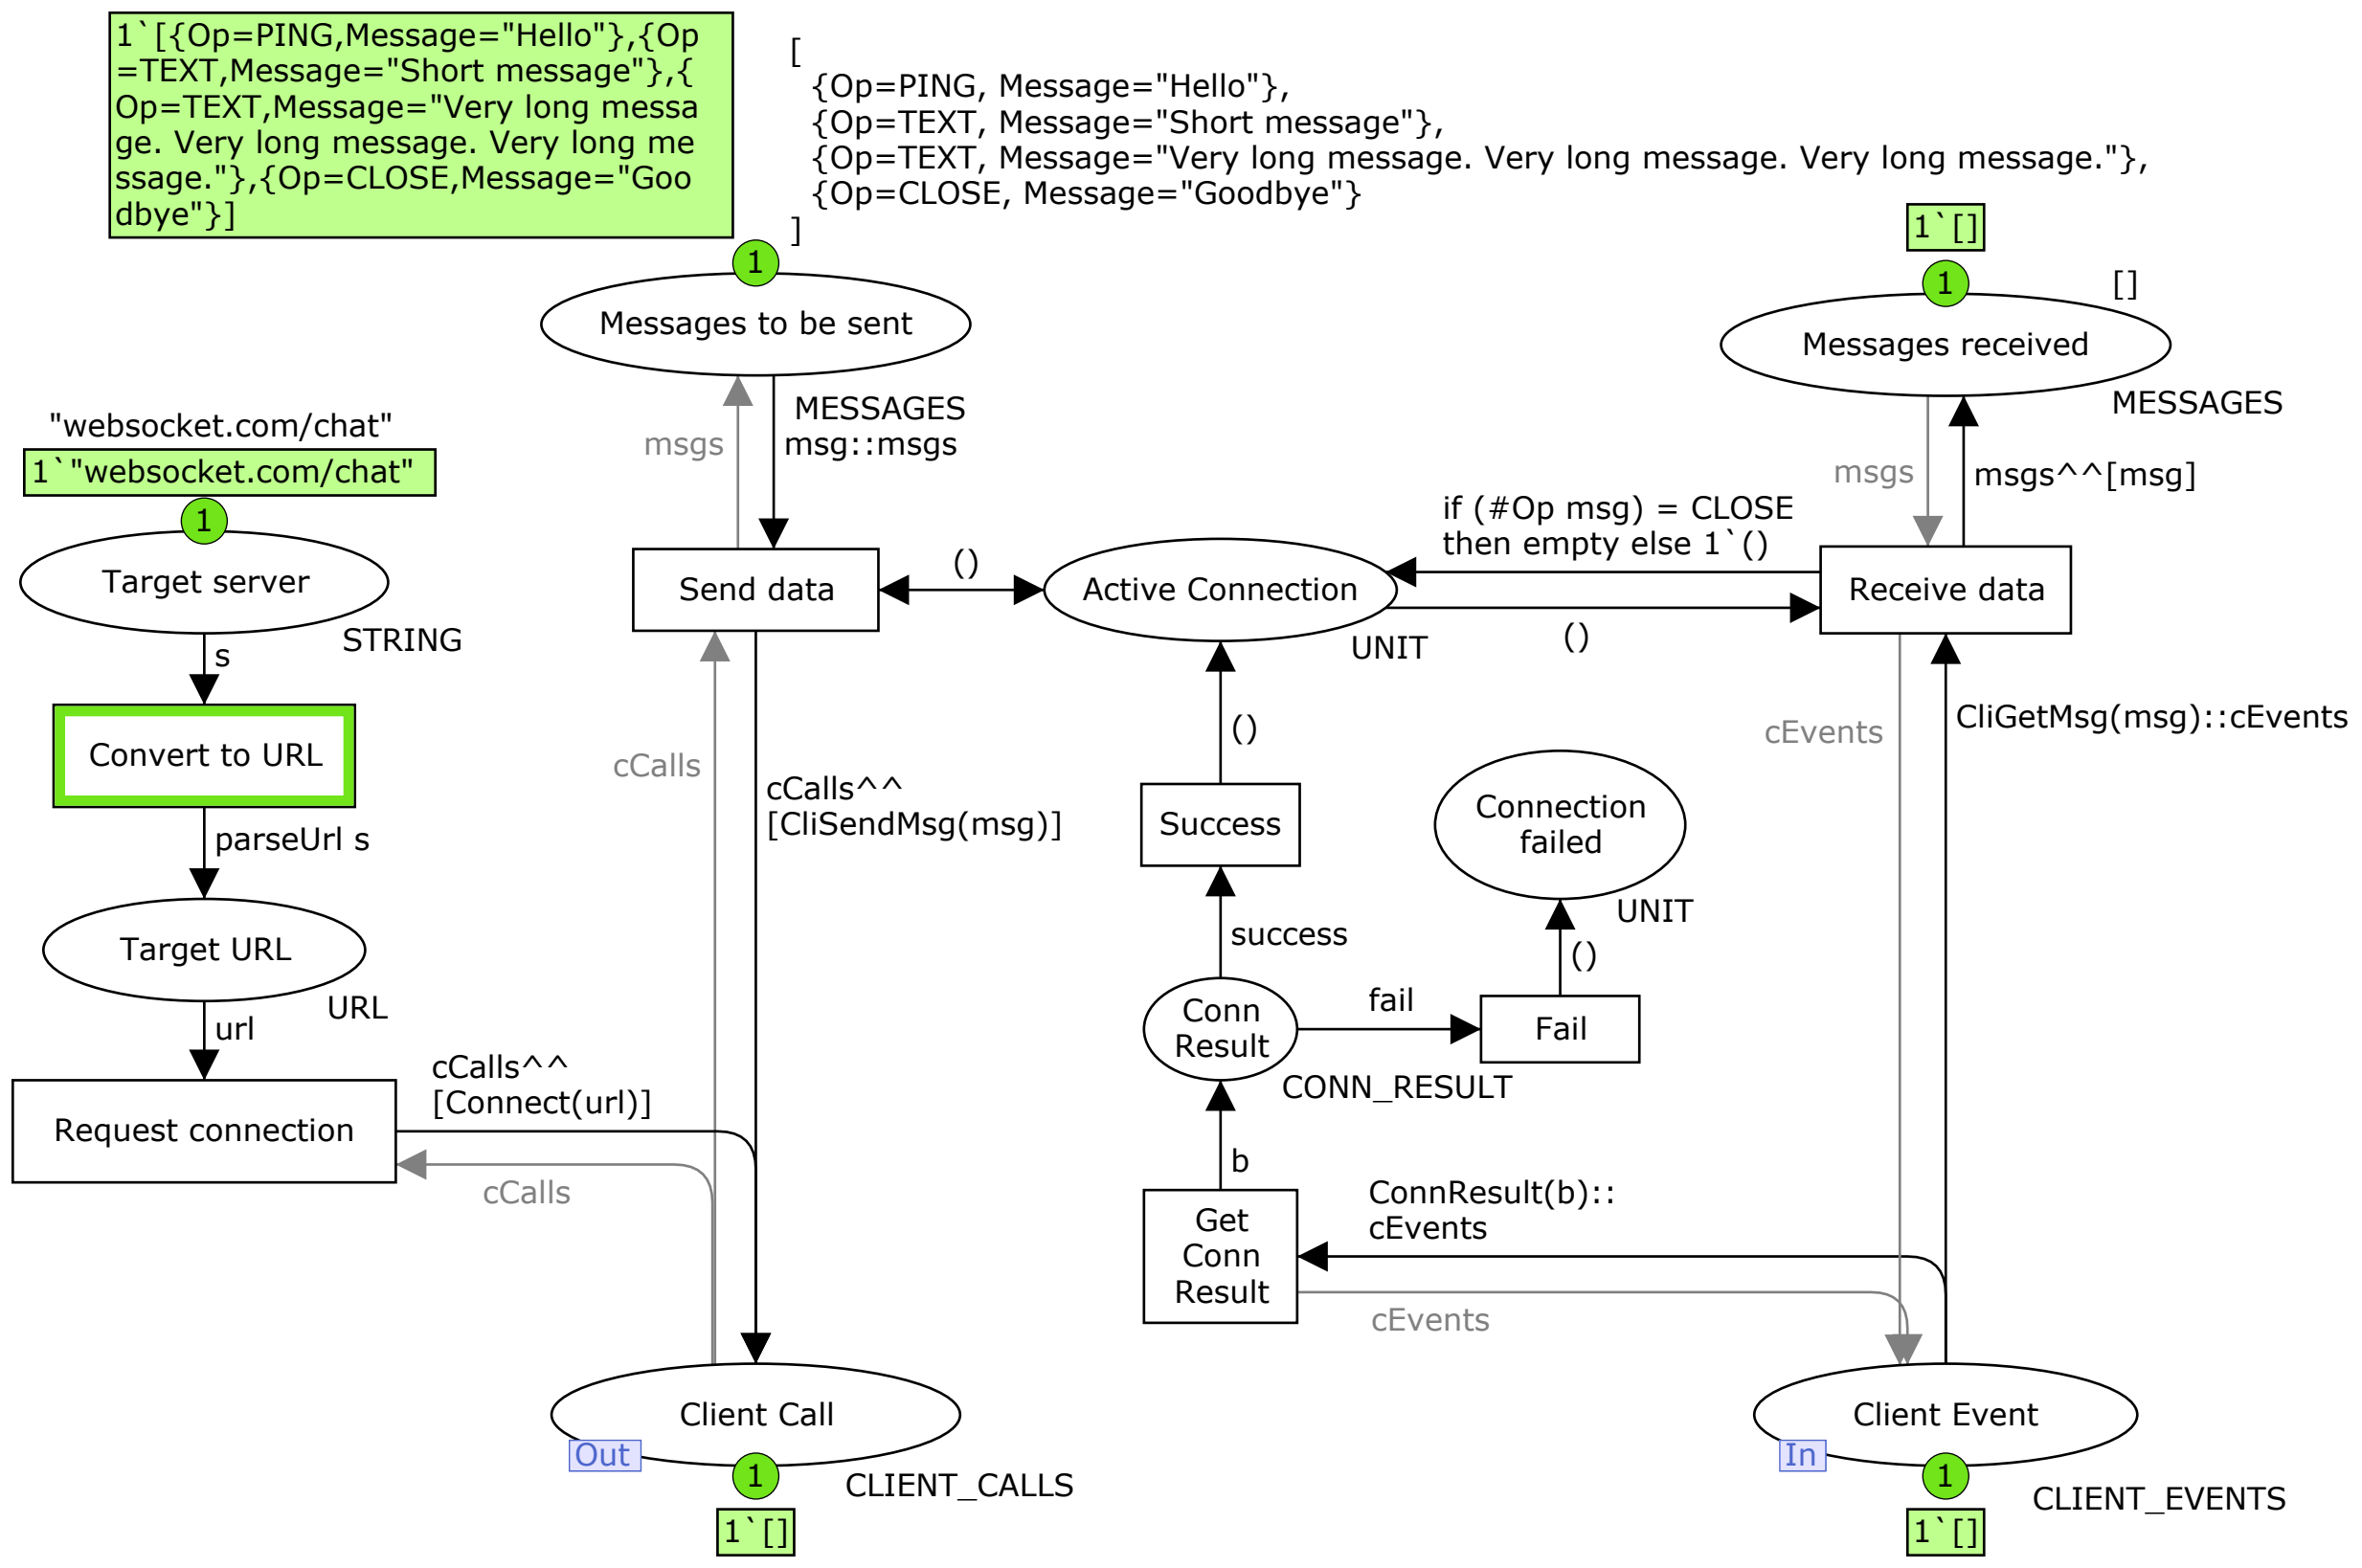 1`[{Op=PING,Message="Hello"},{Op
=TEXT,Message="Short message"},{
Op=TEXT,Message="Very long messa
ge. Very long message. Very long me
ssage."},{Op=CLOSE,Message="Goo
dbye"}]
[
{Op=PING, Message="Hello"},
{Op=TEXT, Message="Short message"},
{Op=TEXT, Message="Very long message. Very long message. Very long message."},
{Op=CLOSE, Message="Goodbye"}
]
1
Messages to be sent
MESSAGES
msgs
msg::msgs
1`[]
1
[]
Messages received
MESSAGES
msgs
msgs^^[msg]
"websocket.com/chat"
1`"websocket.com/chat"
1
Target server
STRING
s
Convert to URL
parseUrl s
Target URL
URL
url
Request connection
cCalls^^
[Connect(url)]
cCalls
Send data
()
Active Connection
UNIT
if (#Op msg) = CLOSE
then empty else 1`()
()
Receive data
cCalls
cCalls^^
[CliSendMsg(msg)]
()
Success
success
Connection
failed
UNIT
()
Conn
Result
fail
Fail
CONN_RESULT
b
Get
Conn
Result
ConnResult(b)::
cEvents
cEvents
cEvents
CliGetMsg(msg)::cEvents
Client Call
Out
1
CLIENT_CALLS
1`[]
Client Event
In
1
CLIENT_EVENTS
1`[]